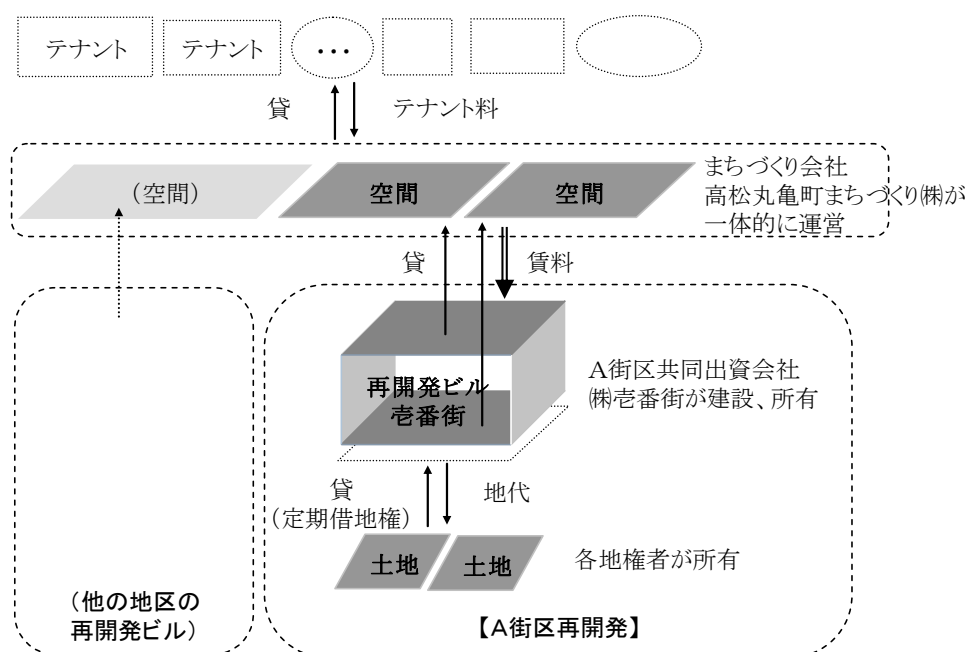 テナント
テナント
•••
貸
テナント料
(空間)
空間
空間
まちづくり会社
高松丸亀町まちづくり㈱が
一体的に運営
貸
賃料
再開発ビル
壱番街
A街区共同出資会社
㈱壱番街が建設、所有
貸
(定期借地権)
地代
土地
土地
各地権者が所有
(他の地区の
再開発ビル)
【A街区再開発】